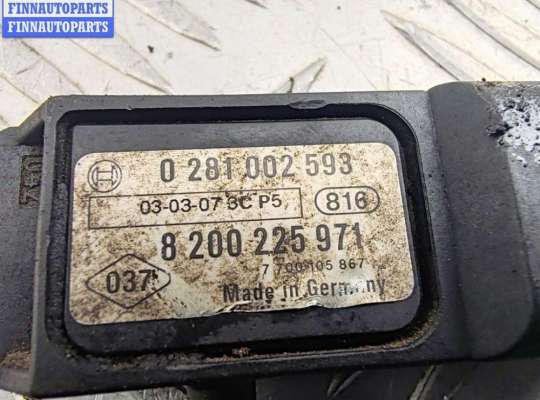 FINNAUTOPARTS
FINNAUTOPARTS
0 281 002 593
03-03-07 3C P5
816
8 200 225 971
7 700 105 867
037
Made in Germany